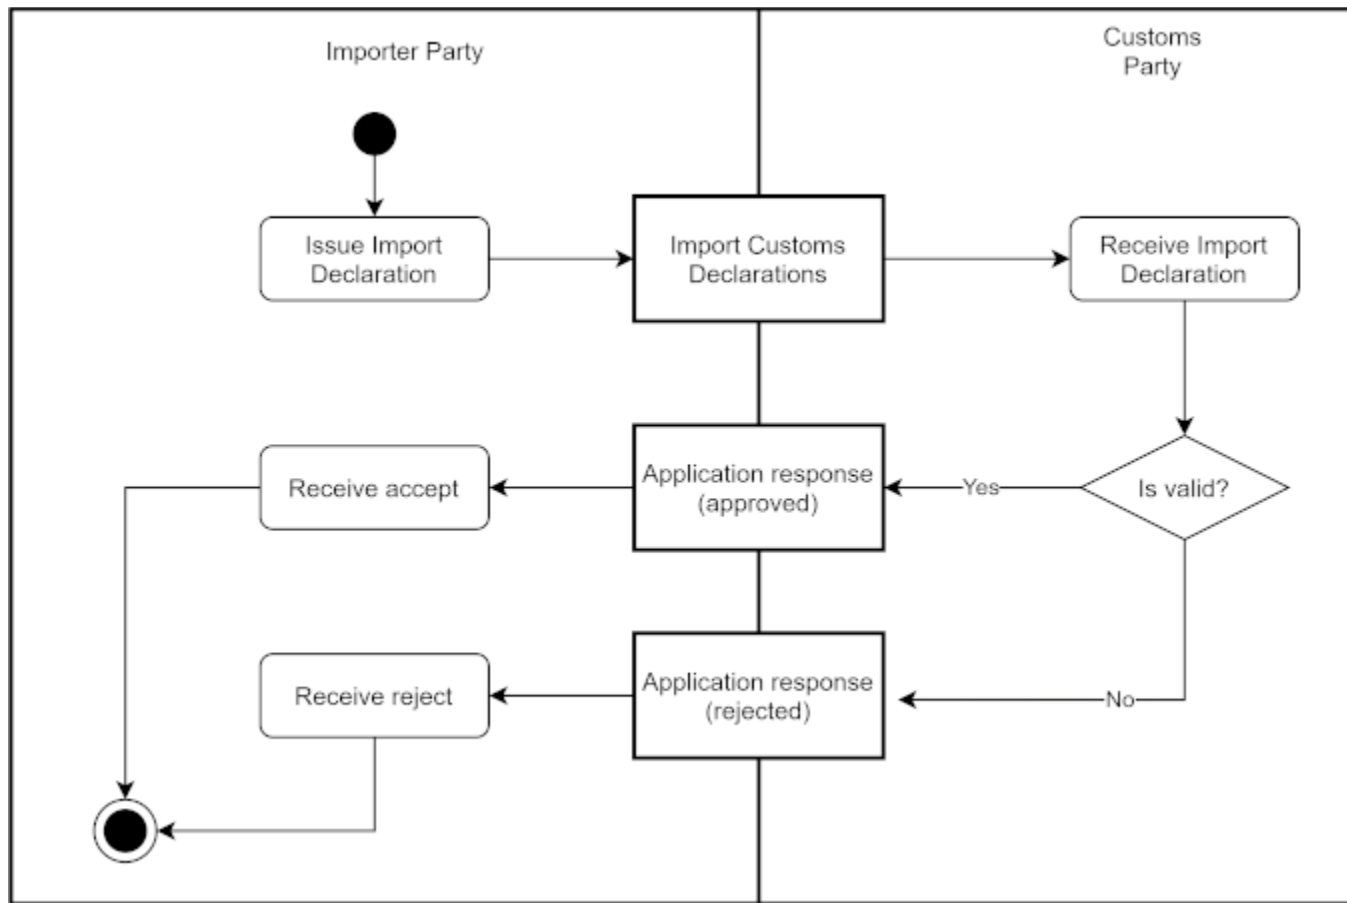 Importer Party
Customs
Party
Issue Import
Declaration
Import Customs
Declarations
Receive Import
Declaration
Receive accept
Application response
(approved)
Yes
Is valid?
Receive reject
Application response
(rejected)
No